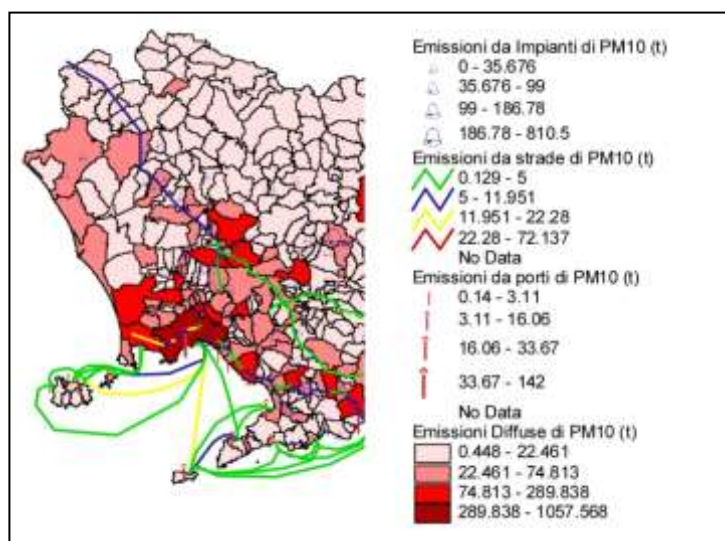 Emissioni da Impianti di PM10 (t)
0 - 35.676
35.676 - 99
99 - 186.78
186.78 - 810.5
Emissioni da strade di PM10 (t)
0.129 - 5
5 - 11.951
11.951 - 22.28
22.28 - 72.137
No Data
Emissioni da porti di PM10 (t)
0.14 - 3.11
3.11 - 16.06
16.06 - 33.67
33.67 - 142
No Data
Emissioni Diffuse di PM10 (t)
0.448 - 22.461
22.461 - 74.813
74.813 - 289.838
289.838 - 1057.568